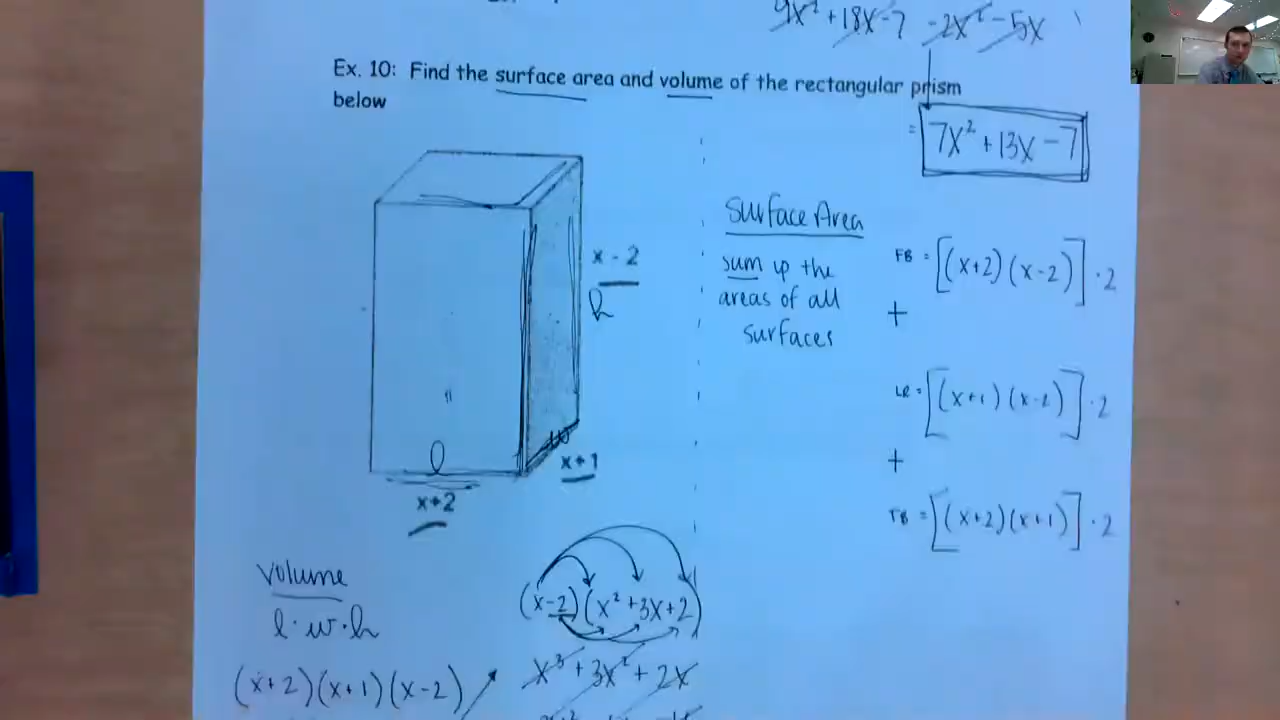 9x² + 18x - 7 - 2x² - 5x
Ex. 10: Find the surface area and volume of the rectangular prism
below
= 7x² + 13x - 7
x - 2
h
l
w
x + 1
x + 2
Surface Area
sum up the
areas of all
surfaces
FB = [(x+2)(x-2)] · 2
+
LR = [(x+1)(x-2)] · 2
+
TB = [(x+2)(x+1)] · 2
Volume
l · w · h
(x+2)(x+1)(x-2)
(x-2)(x² + 3x + 2)
x³ + 3x² + 2x